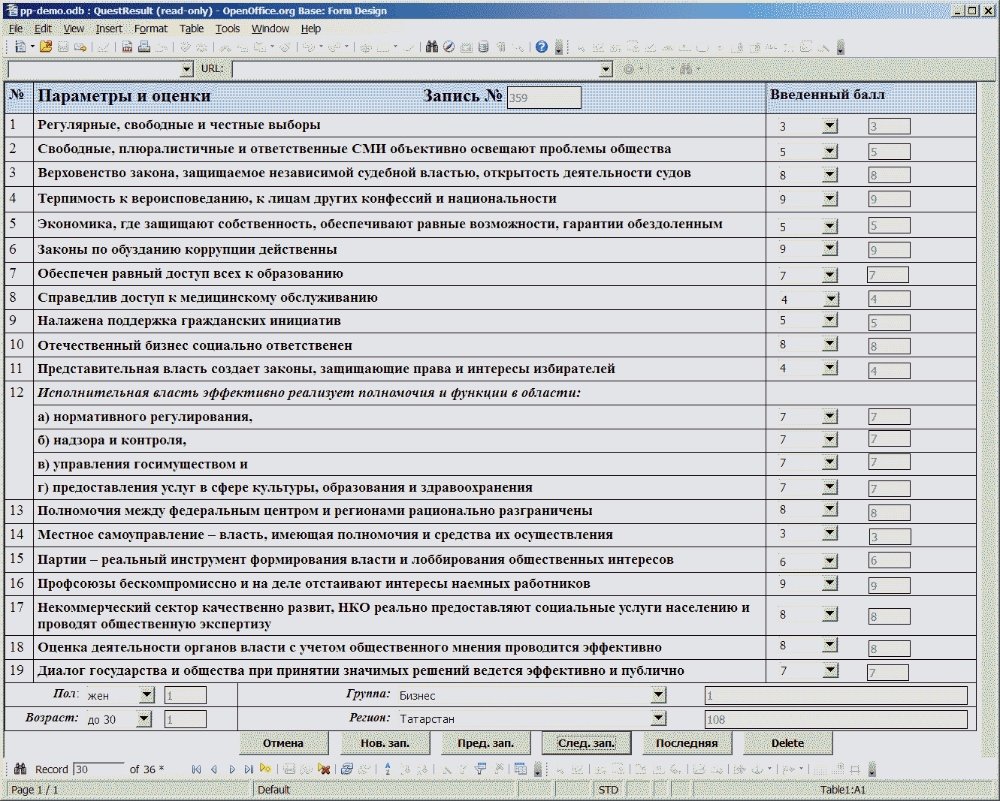 pp-demo.odb : QuestResult (read-only) - OpenOffice.org Base: Form Design
File Edit View Insert Format Table Tools Window Help
URL:
№ Параметры и оценки Запись № 359 Введенный балл
1 Регулярные, свободные и честные выборы 3 3
2 Свободные, плюралистичные и ответственные СМИ объективно освещают проблемы общества 5 5
3 Верховенство закона, защищаемое независимой судебной властью, открытость деятельности судов 8 8
4 Терпимость к вероисповеданию, к лицам других конфессий и национальности 9 9
5 Экономика, где защищают собственность, обеспечивают равные возможности, гарантии обездоленным 5 5
6 Законы по обузданию коррупции действенны 9 9
7 Обеспечен равный доступ всех к образованию 7 7
8 Справедлив доступ к медицинскому обслуживанию 4 4
9 Налажена поддержка гражданских инициатив 5 5
10 Отечественный бизнес социально ответственен 8 8
11 Представительная власть создает законы, защищающие права и интересы избирателей 4 4
12 Исполнительная власть эффективно реализует полномочия и функции в области:
а) нормативного регулирования, 7 7
б) надзора и контроля, 7 7
в) управления госимуществом и 7 7
г) предоставления услуг в сфере культуры, образования и здравоохранения 7 7
13 Полномочия между федеральным центром и регионами рационально разграничены 8 8
14 Местное самоуправление – власть, имеющая полномочия и средства их осуществления 3 3
15 Партии – реальный инструмент формирования власти и лоббирования общественных интересов 6 6
16 Профсоюзы бескомпромиссно и на деле отстаивают интересы наемных работников 9 9
17 Некоммерческий сектор качественно развит, НКО реально предоставляют социальные услуги населению и
проводят общественную экспертизу 8 8
18 Оценка деятельности органов власти с учетом общественного мнения проводится эффективно 8 8
19 Диалог государства и общества при принятии значимых решений ведется эффективно и публично 7 7
Пол: жен 1 Группа: Бизнес 1
Возраст: до 30 1 Регион: Татарстан 108
Отмена Нов. зап. Пред. зап. След. зап. Последняя Delete
Record 30 of 36 *
Page 1 / 1 Default STD Table1:A1